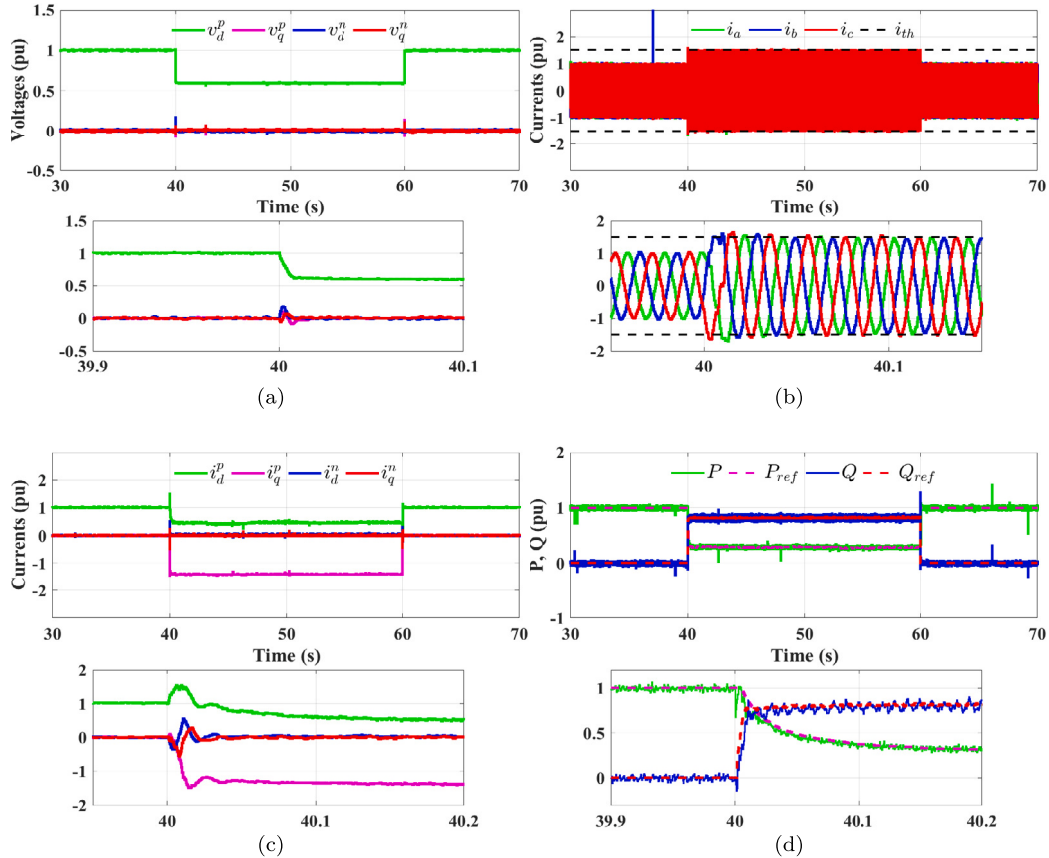 v_d^p v_q^p v_d^n v_q^n
Voltages (pu)
1.5
1
0.5
0
-0.5
30 40 50 60 70
Time (s)
1.5
1
0.5
0
-0.5
39.9 40 40.1
(a)
i_a i_b i_c i_th
Currents (pu)
2
1
0
-1
-2
30 40 50 60 70
Time (s)
2
1
0
-1
-2
40 40.1
(b)
i_d^p i_q^p i_d^n i_q^n
Currents (pu)
2
1
0
-1
-2
30 40 50 60 70
Time (s)
2
1
0
-1
-2
40 40.1 40.2
(c)
P P_ref Q Q_ref
P, Q (pu)
2
1
0
-1
30 40 50 60 70
Time (s)
1
0.5
0
39.9 40 40.1 40.2
(d)